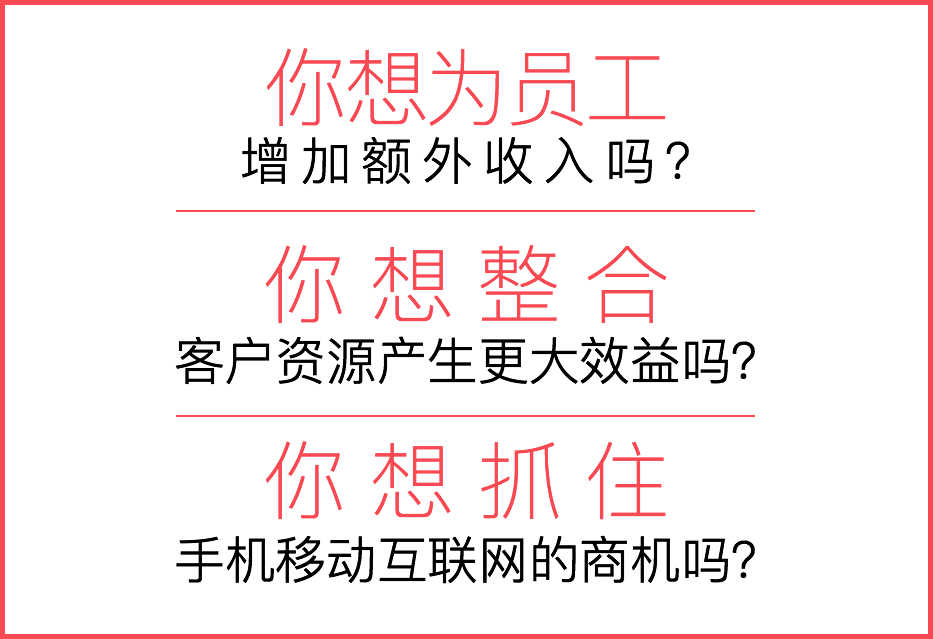 你想为员工
增加额外收入吗?
你想整合
客户资源产生更大效益吗?
你想抓住
手机移动互联网的商机吗?